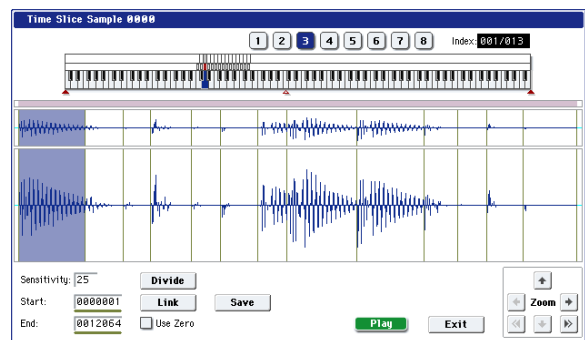 Time Slice Sample 0000
1 2 3 4 5 6 7 8 Index: 001/013
Sensitivity: 25 Divide
Start: 0000001 Link Save
End: 0012064 Use Zero Play Exit
Zoom